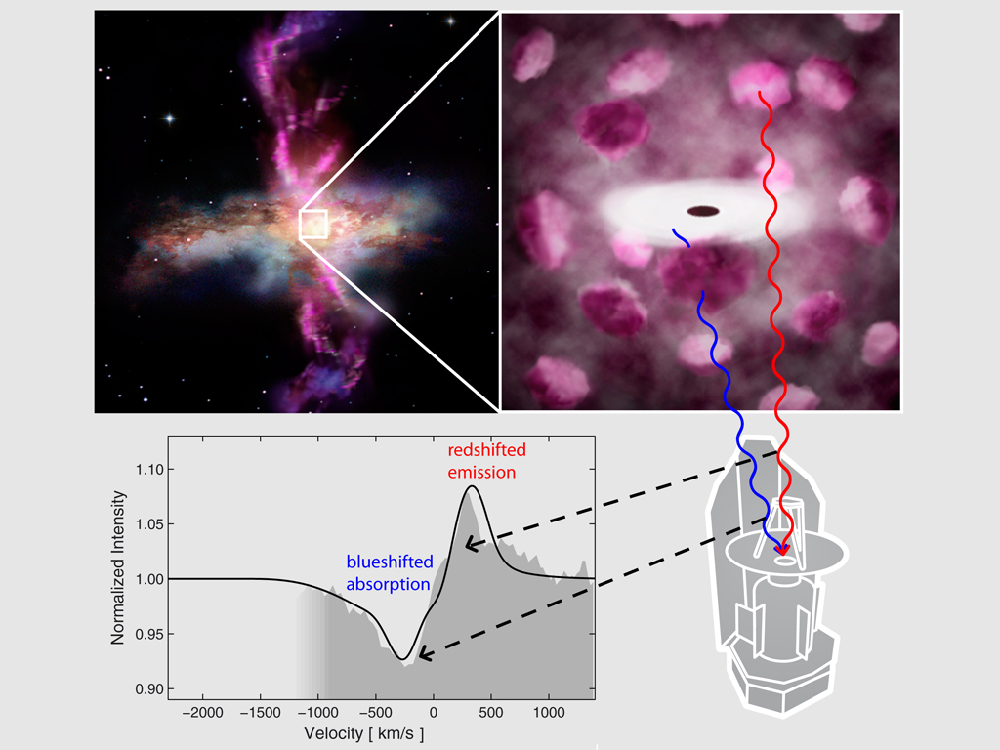 redshifted
emission
blueshifted
absorption
Normalized Intensity
1.10
1.05
1.00
0.95
0.90
−2000 −1500 −1000 −500 0 500 1000
Velocity [ km/s ]